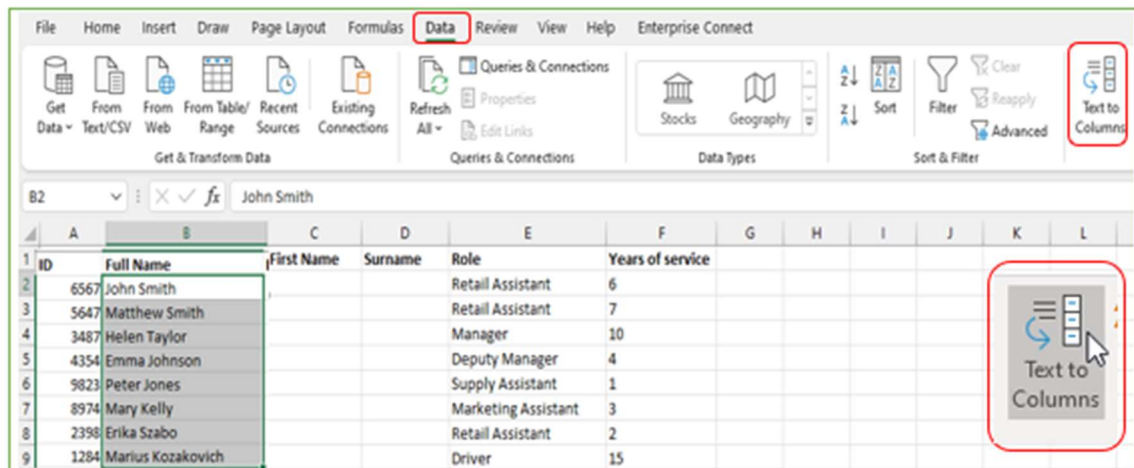 File Home Insert Draw Page Layout Formulas Data Review View Help Enterprise Connect
Get Data
From Text/CSV
From Web
From Table/ Range
Recent Sources
Existing Connections
Refresh All
Queries & Connections
Properties
Edit Links
Stocks
Geography
Sort
Filter
Clear
Reapply
Advanced
Text to Columns
Get & Transform Data
Queries & Connections
Data Types
Sort & Filter
B2 fx John Smith
A B C D E F G H I J K L
1 ID Full Name First Name Surname Role Years of service
2 6567 John Smith Retail Assistant 6
3 5647 Matthew Smith Retail Assistant 7
4 3487 Helen Taylor Manager 10
5 4354 Emma Johnson Deputy Manager 4
6 9823 Peter Jones Supply Assistant 1
7 8974 Mary Kelly Marketing Assistant 3
8 2398 Erika Szabo Retail Assistant 2
9 1284 Marius Kozakovich Driver 15
Text to
Columns